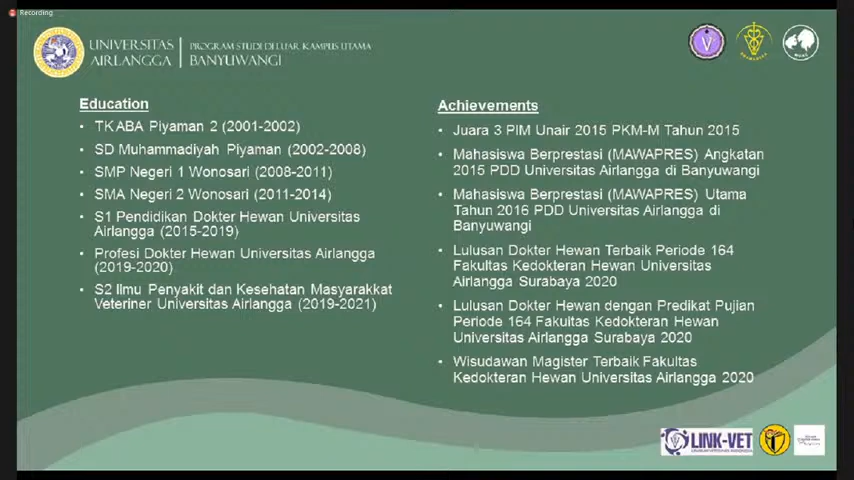 Recording
UNIVERSITAS
AIRLANGGA
PROGRAM STUDI DI LUAR KAMPUS UTAMA
BANYUWANGI
Education
• TK ABA Piyaman 2 (2001-2002)
• SD Muhammadiyah Piyaman (2002-2008)
• SMP Negeri 1 Wonosari (2008-2011)
• SMA Negeri 2 Wonosari (2011-2014)
• S1 Pendidikan Dokter Hewan Universitas
Airlangga (2015-2019)
• Profesi Dokter Hewan Universitas Airlangga
(2019-2020)
• S2 Ilmu Penyakit dan Kesehatan Masyarakkat
Veteriner Universitas Airlangga (2019-2021)
Achievements
• Juara 3 PIM Unair 2015 PKM-M Tahun 2015
• Mahasiswa Berprestasi (MAWAPRES) Angkatan
2015 PDD Universitas Airlangga di Banyuwangi
• Mahasiswa Berprestasi (MAWAPRES) Utama
Tahun 2016 PDD Universitas Airlangga di
Banyuwangi
• Lulusan Dokter Hewan Terbaik Periode 164
Fakultas Kedokteran Hewan Universitas
Airlangga Surabaya 2020
• Lulusan Dokter Hewan dengan Predikat Pujian
Periode 164 Fakultas Kedokteran Hewan
Universitas Airlangga Surabaya 2020
• Wisudawan Magister Terbaik Fakultas
Kedokteran Hewan Universitas Airlangga 2020
LINK-VET